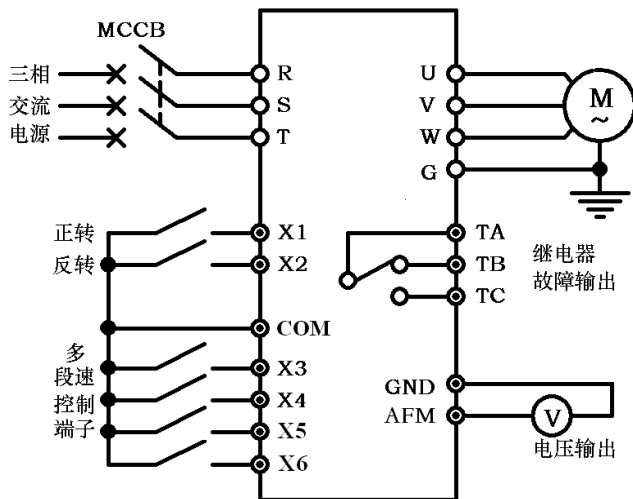 MCCB
三相
交流
电源
R
S
T
U
V
W
G
M
~
正转
反转
X1
X2
COM
多
段速
控制
端子
X3
X4
X5
X6
TA
TB
TC
继电器
故障输出
GND
AFM
V
电压输出